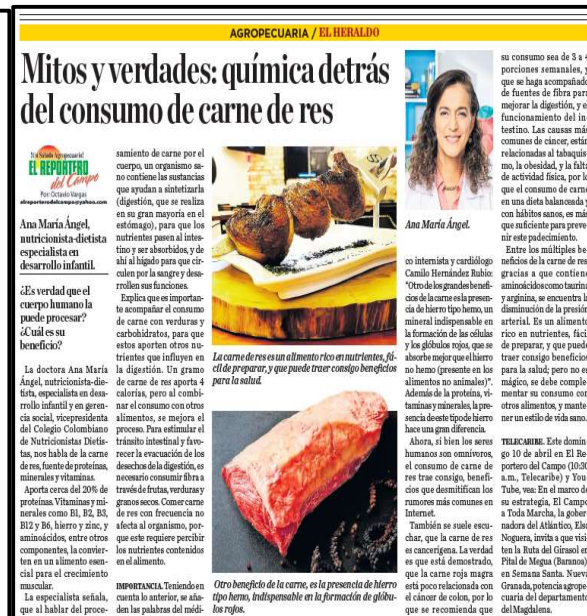 AGROPECUARIA / EL HERALDO
Mitos y verdades: química detrás
del consumo de carne de res
EL REPORTERO
del Campo
Por: Octavio Vargas
elreporterodelcampo@yahoo.com
Ana María Ángel,
nutricionista-dietista
especialista en
desarrollo infantil.
¿Es verdad que el
cuerpo humano la
puede procesar?
¿Cuál es su
beneficio?
La doctora Ana María
Ángel, nutricionista-die-
tista, especialista en desa-
rrollo infantil y en geren-
cia social, vicepresidenta
del Colegio Colombiano
de Nutricionistas Dietis-
tas, nos habla de la carne
de res, fuente de proteínas,
minerales y vitaminas.
Aporta cerca del 20% de
proteínas. Vitaminas y mi-
nerales como B1, B2, B3,
B12 y B6, hierro y zinc, y
aminoácidos, entre otros
componentes, la convier-
ten en un alimento esen-
cial para el crecimiento
muscular.
La especialista señala,
que al hablar del proce-
samiento de carne por el
cuerpo, un organismo sa-
no contiene las sustancias
que ayudan a sintetizarla
(digestión, que se realiza
en su gran mayoría en el
estómago), para que los
nutrientes pasen al intes-
tino y ser absorbidos, y de
ahí al hígado para que cir-
culen por la sangre y desa-
rrollen sus funciones.
Explica que es importan-
te acompañar el consumo
de carne con verduras y
carbohidratos, para que
estos aporten otros nu-
trientes que influyen en
la digestión. Un gramo
de carne de res aporta 4
calorías, pero al combi-
nar el consumo con otros
alimentos, se mejora el
proceso. Para estimular el
tránsito intestinal y favo-
recer la evacuación de los
desechos de la digestión, es
necesario consumir fibra a
través de frutas, verduras y
granos secos. Comer carne
de res con frecuencia no
afecta al organismo, por-
que este requiere percibir
los nutrientes contenidos
en el alimento.
IMPORTANCIA. Teniendo en
cuenta lo anterior, se aña-
den las palabras del médi-
La carne de res es un alimento rico en nutrientes, fá-
cil de preparar, y que puede traer consigo beneficios
para la salud.
Otro beneficio de la carne, es la presencia de hierro
tipo hemo, indispensable en la formación de glóbu-
los rojos.
Ana María Ángel.
co internista y cardiólogo
Camilo Hernández Rubio:
"Otro de los grandes benefi-
cios de la carne es la presen-
cia de hierro tipo hemo, un
mineral indispensable en
la formación de las células
y los glóbulos rojos, que se
absorbe mejor que el hierro
no hemo (presente en los
alimentos no animales)".
Además de la proteína, vi-
taminas y minerales, la pre-
sencia de este tipo de hierro
hace una gran diferencia.
Ahora, si bien los seres
humanos son omnívoros,
el consumo de carne de
res trae consigo, benefi-
cios que desmitifican los
rumores más comunes en
Internet.
También se suele escu-
char, que la carne de res
es cancerígena. La verdad
es que está demostrado,
que la carne roja magra
está poco relacionada con
el cáncer de colon, por lo
que se recomienda que
su consumo sea de 3 a 4
porciones semanales, y
que se haga acompañado
de fuentes de fibra para
mejorar la digestión, y el
funcionamiento del in-
testino. Las causas más
comunes de cáncer, están
relacionadas al tabaquis-
mo, la obesidad, y la falta
de actividad física, por lo
que el consumo de carne
en una dieta balanceada y
con hábitos sanos, es más
que suficiente para preve-
nir este padecimiento.
Entre los múltiples be-
neficios de la carne de res,
gracias a que contiene
aminoácidos como taurina
y arginina, se encuentra la
disminución de la presión
arterial. Es un alimento
rico en nutrientes, fácil
de preparar, y que puede
traer consigo beneficios
para la salud; pero no es
mágico, se debe comple-
mentar su consumo con
otros alimentos, y mante-
ner un estilo de vida sano.
TELECARIBE. Este domin-
go 10 de abril en El Re-
portero del Campo (10:30
a.m., Telecaribe) y You-
Tube, vea: En el marco de
su estrategia, El Campo
a Toda Marcha, la gober-
nadora del Atlántico, Elsa
Noguera, invita a que visi-
ten la Ruta del Girasol en
Pital de Megua (Baranoa),
en Semana Santa. Nueva
Granada, potencia agrope-
cuaria del departamento
del Magdalena.